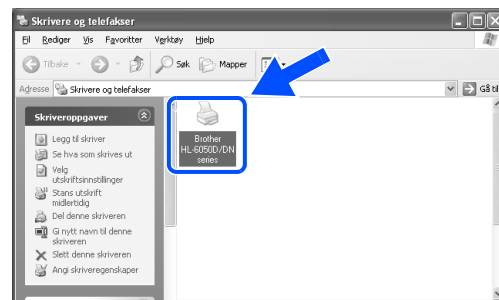 Skrivere og telefakser
Fil Rediger Vis Favoritter Verktøy Hjelp
Tilbake Søk Mapper
Adresse Skrivere og telefakser Gå til
Skriveroppgaver
Legg til skriver
Se hva som skrives ut
Velg
utskriftsinnstillinger
Stans utskrift
midlertidig
Del denne skriveren
Gi nytt navn til denne
skriveren
Slett denne skriveren
Angi skriveregenskaper
Brother
HL-6050D/DN
series